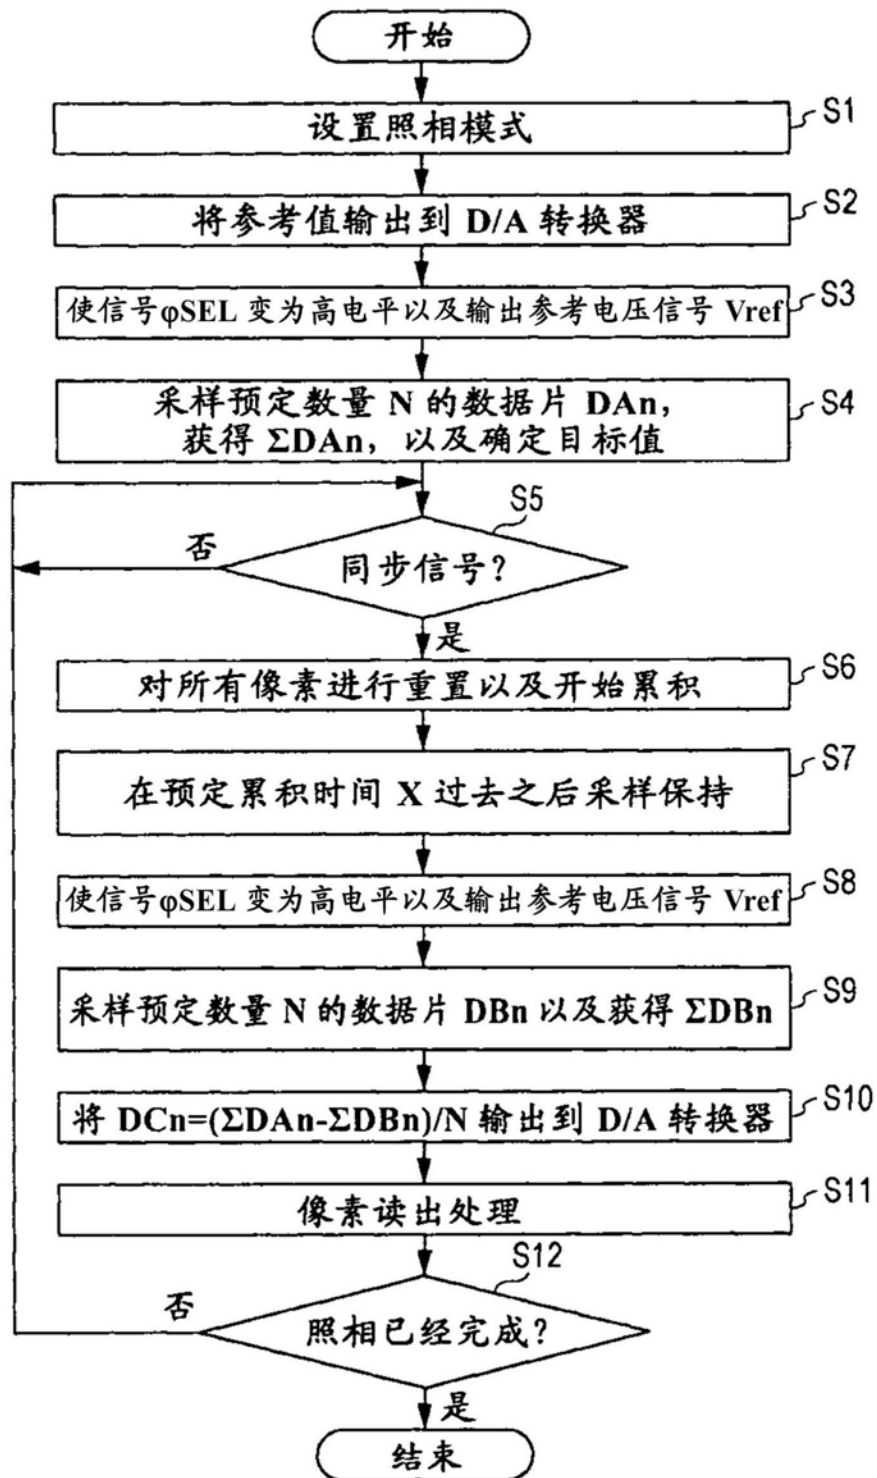 开始
设置照相模式
S1
将参考值输出到 D/A 转换器
S2
使信号φSEL 变为高电平以及输出参考电压信号 Vref
S3
采样预定数量 N 的数据片 DAn,
获得 ΣDAn, 以及确定目标值
S4
S5
否
同步信号?
是
对所有像素进行重置以及开始累积
S6
在预定累积时间 X 过去之后采样保持
S7
使信号φSEL 变为高电平以及输出参考电压信号 Vref
S8
采样预定数量 N 的数据片 DBn 以及获得 ΣDBn
S9
将 DCn=(ΣDAn-ΣDBn)/N 输出到 D/A 转换器
S10
像素读出处理
S11
S12
否
照相已经完成?
是
结束